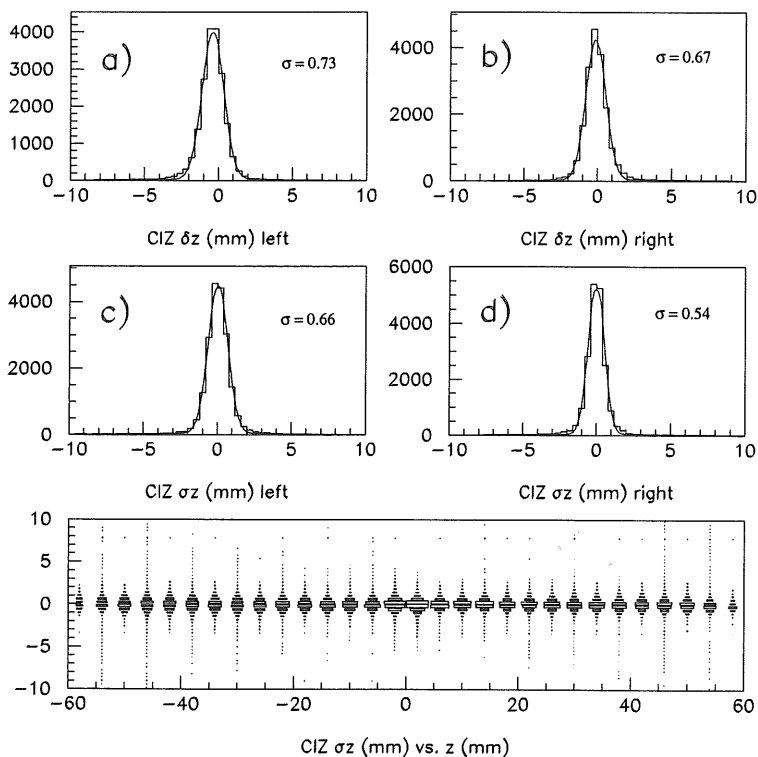 a)
σ = 0.73
4000
3000
2000
1000
0
−10 −5 0 5 10
CIZ δz (mm) left
b)
σ = 0.67
4000
2000
0
−10 −5 0 5 10
CIZ δz (mm) right
c)
σ = 0.66
4000
2000
0
−10 −5 0 5 10
CIZ σz (mm) left
d)
σ = 0.54
6000
4000
2000
0
−10 −5 0 5 10
CIZ σz (mm) right
10
5
0
−5
−10
−60 −40 −20 0 20 40 60
CIZ σz (mm) vs. z (mm)